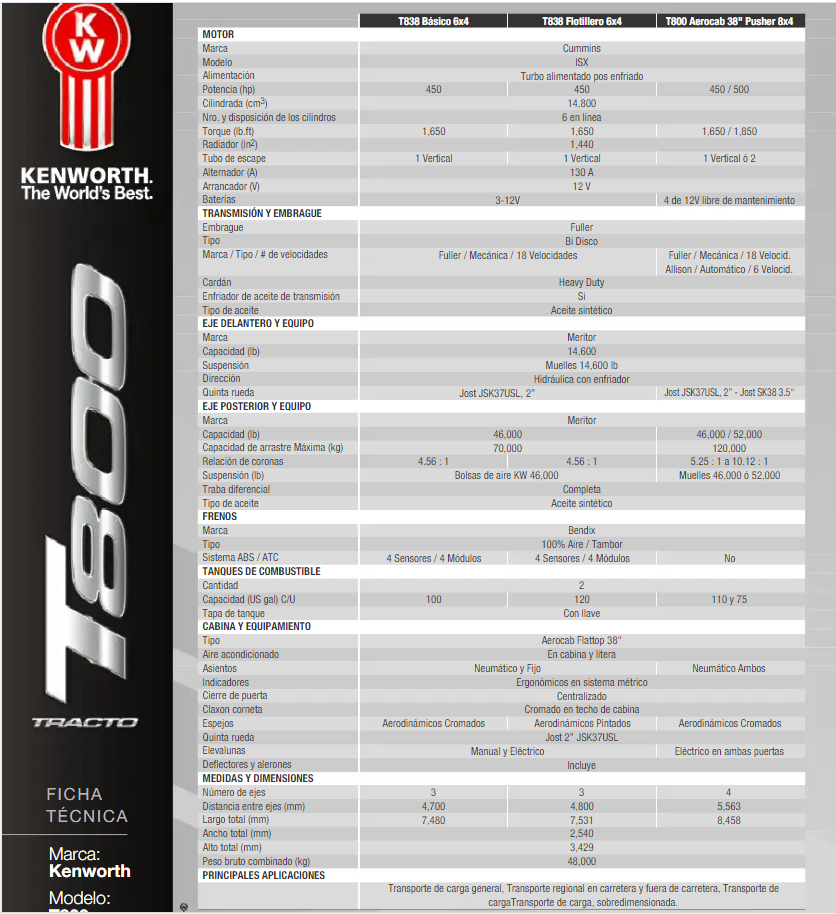 KW
KENWORTH.
The World's Best.
T800
TRACTO
FICHA
TÉCNICA
Marca:
Kenworth
Modelo:
T838 Básico 6x4 T838 Flotillero 6x4 T800 Aerocab 38" Pusher 8x4
MOTOR
Marca Cummins
Modelo ISX
Alimentación Turbo alimentado pos enfriado
Potencia (hp) 450 450 450 / 500
Cilindrada (cm3) 14,800
Nro. y disposición de los cilindros 6 en línea
Torque (lb.ft) 1,650 1,650 1,650 / 1,850
Radiador (in2) 1,440
Tubo de escape 1 Vertical 1 Vertical 1 Vertical ó 2
Alternador (A) 130 A
Arrancador (V) 12 V
Baterías 3-12V 4 de 12V libre de mantenimiento
TRANSMISIÓN Y EMBRAGUE
Embrague Fuller
Tipo Bi Disco
Marca / Tipo / # de velocidades Fuller / Mecánica / 18 Velocidades Fuller / Mecánica / 18 Velocid.
Allison / Automático / 6 Velocid.
Cardán Heavy Duty
Enfriador de aceite de transmisión Si
Tipo de aceite Aceite sintético
EJE DELANTERO Y EQUIPO
Marca Meritor
Capacidad (lb) 14,600
Suspensión Muelles 14,600 lb
Dirección Hidráulica con enfriador
Quinta rueda Jost JSK37USL, 2" Jost JSK37USL, 2" - Jost SK38 3.5"
EJE POSTERIOR Y EQUIPO
Marca Meritor
Capacidad (lb) 46,000 46,000 / 52,000
Capacidad de arrastre Máxima (kg) 70,000 120,000
Relación de coronas 4.56 : 1 4.56 : 1 5.25 : 1 a 10.12 : 1
Suspensión (lb) Bolsas de aire KW 46,000 Muelles 46,000 ó 52,000
Traba diferencial Completa
Tipo de aceite Aceite sintético
FRENOS
Marca Bendix
Tipo 100% Aire / Tambor
Sistema ABS / ATC 4 Sensores / 4 Módulos 4 Sensores / 4 Módulos No
TANQUES DE COMBUSTIBLE
Cantidad 2
Capacidad (US gal) C/U 100 120 110 y 75
Tapa de tanque Con llave
CABINA Y EQUIPAMIENTO
Tipo Aerocab Flattop 38"
Aire acondicionado En cabina y litera
Asientos Neumático y Fijo Neumático Ambos
Indicadores Ergonómicos en sistema métrico
Cierre de puerta Centralizado
Claxon corneta Cromado en techo de cabina
Espejos Aerodinámicos Cromados Aerodinámicos Pintados Aerodinámicos Cromados
Quinta rueda Jost 2" JSK37USL
Elevalunas Manual y Eléctrico Eléctrico en ambas puertas
Deflectores y alerones Incluye
MEDIDAS Y DIMENSIONES
Número de ejes 3 3 4
Distancia entre ejes (mm) 4,700 4,800 5,563
Largo total (mm) 7,480 7,531 8,458
Ancho total (mm) 2,540
Alto total (mm) 3,429
Peso bruto combinado (kg) 48,000
PRINCIPALES APLICACIONES
Transporte de carga general, Transporte regional en carretera y fuera de carretera, Transporte de
cargaTransporte de carga, sobredimensionada.